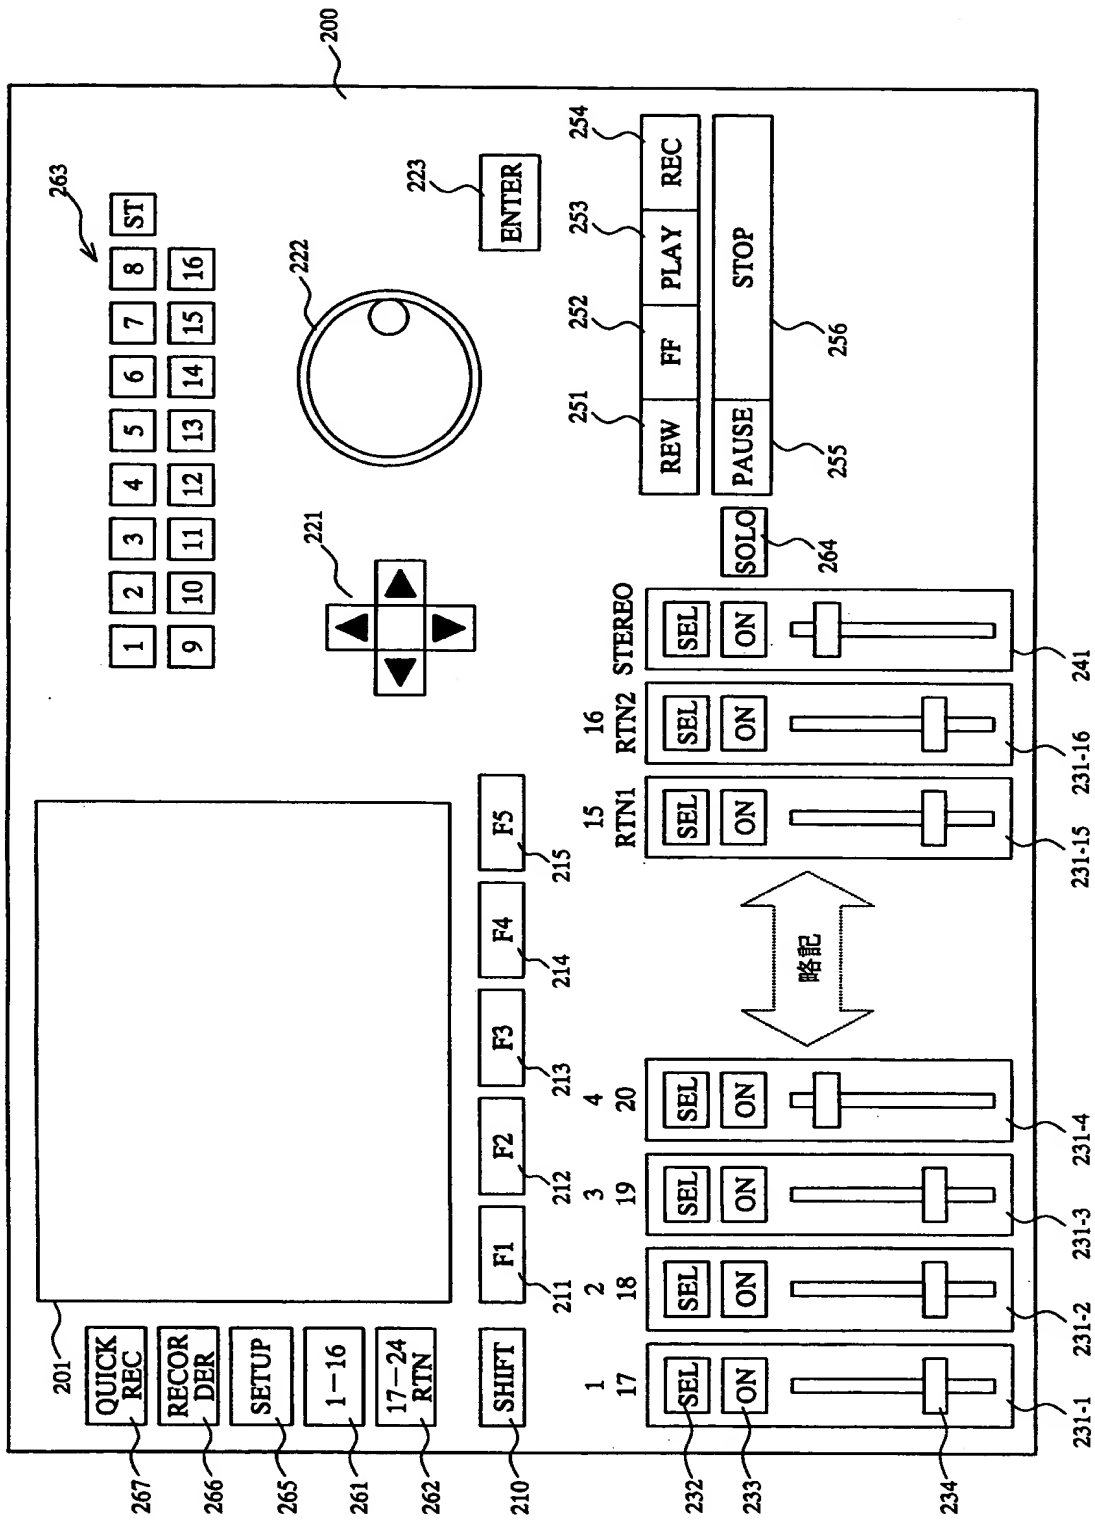 200
263
1 2 3 4 5 6 7 8 ST
9 10 11 12 13 14 15 16
201
QUICK
REC
267
RECOR
DER
266
SETUP
265
1−16
261
17−24
RTN
262
221
222
ENTER
223
SHIFT
210
F1
211
F2
212
F3
213
F4
214
F5
215
251 252 253 254
REW FF PLAY REC
PAUSE STOP
255 256
SOLO
264
1
17
SEL
232
ON
233
234
231-1
2
18
SEL
ON
231-2
3
19
SEL
ON
231-3
4
20
SEL
ON
231-4
略記
15
RTN1
SEL
ON
231-15
16
RTN2
SEL
ON
231-16
STEREO
SEL
ON
241